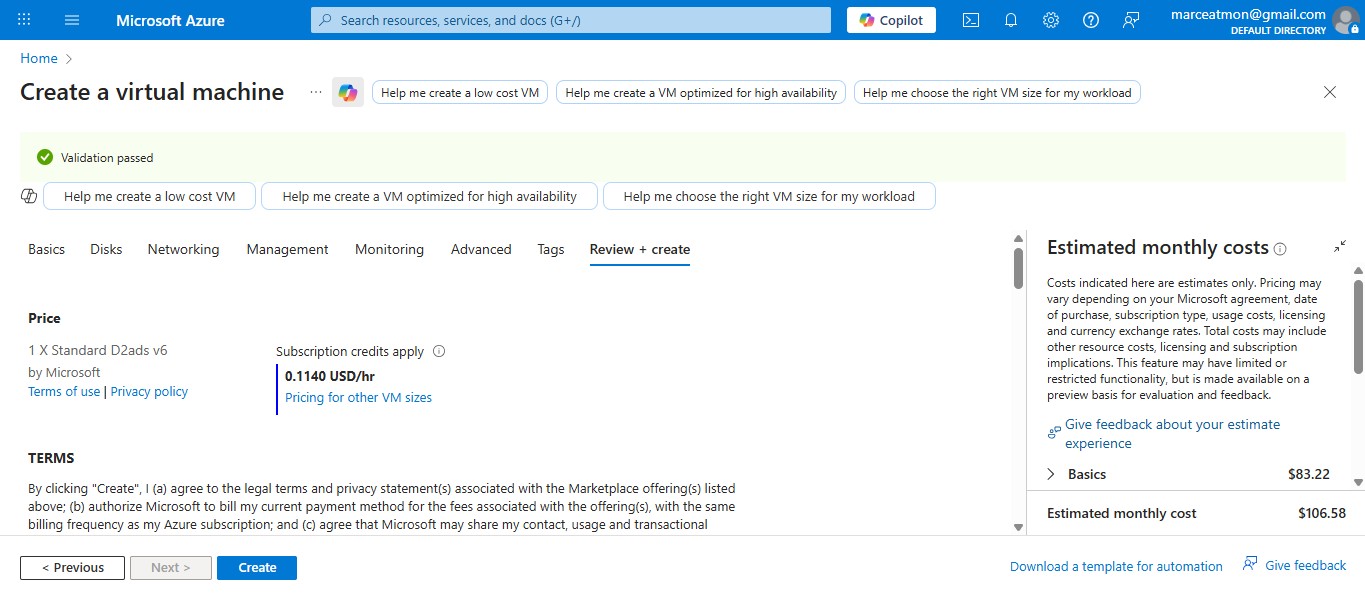 Microsoft Azure
Search resources, services, and docs (G+/)
Copilot
marceatmon@gmail.com
DEFAULT DIRECTORY
Home
Create a virtual machine
...
Help me create a low cost VM
Help me create a VM optimized for high availability
Help me choose the right VM size for my workload
Validation passed
Help me create a low cost VM
Help me create a VM optimized for high availability
Help me choose the right VM size for my workload
Basics
Disks
Networking
Management
Monitoring
Advanced
Tags
Review + create
Price
1 X Standard D2ads v6
by Microsoft
Terms of use | Privacy policy
Subscription credits apply
0.1140 USD/hr
Pricing for other VM sizes
TERMS
By clicking "Create", I (a) agree to the legal terms and privacy statement(s) associated with the Marketplace offering(s) listed
above; (b) authorize Microsoft to bill my current payment method for the fees associated with the offering(s), with the same
billing frequency as my Azure subscription; and (c) agree that Microsoft may share my contact, usage and transactional
Estimated monthly costs
Costs indicated here are estimates only. Pricing may
vary depending on your Microsoft agreement, date
of purchase, subscription type, usage costs, licensing
and currency exchange rates. Total costs may include
other resource costs, licensing and subscription
implications. This feature may have limited or
restricted functionality, but is made available on a
preview basis for evaluation and feedback.
Give feedback about your estimate
experience
Basics $83.22
Estimated monthly cost $106.58
< Previous
Next >
Create
Download a template for automation
Give feedback